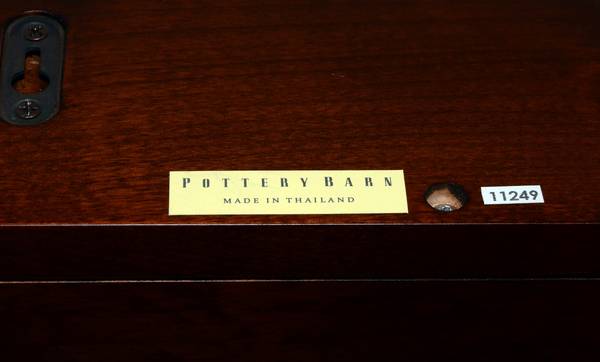 POTTERY BARN
MADE IN THAILAND
11249